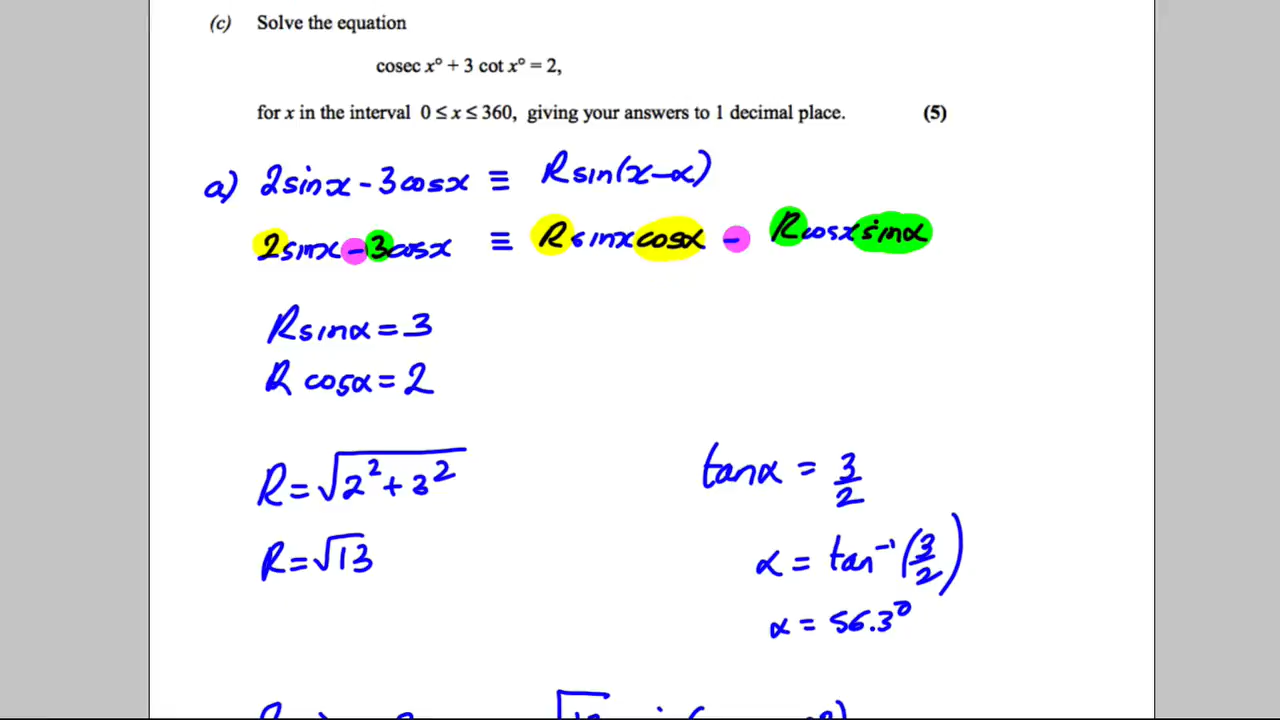 (c) Solve the equation
cosec x° + 3 cot x° = 2,
for x in the interval 0 ≤ x ≤ 360, giving your answers to 1 decimal place. (5)
a) 2sinx - 3cosx ≡ Rsin(x-α)
2sinx - 3cosx ≡ Rsinxcosα - Rcosxsinα
Rsinα = 3
R cosα = 2
R = √(2² + 3²)
tanα = 3/2
R = √13
α = tan⁻¹(3/2)
α = 56.3°